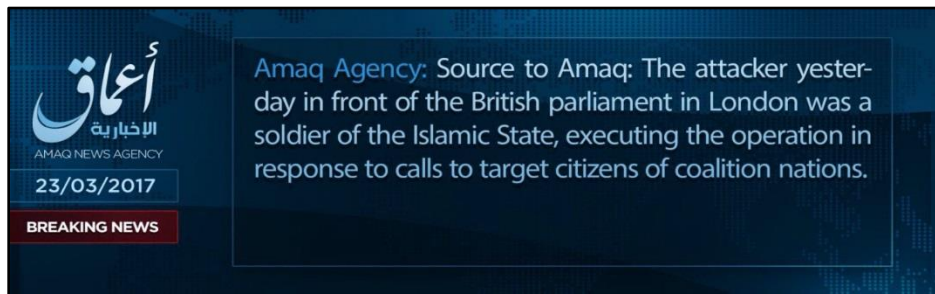 أعماق
الإخبارية
AMAQ NEWS AGENCY
23/03/2017
BREAKING NEWS
Amaq Agency: Source to Amaq: The attacker yester-
day in front of the British parliament in London was a
soldier of the Islamic State, executing the operation in
response to calls to target citizens of coalition nations.